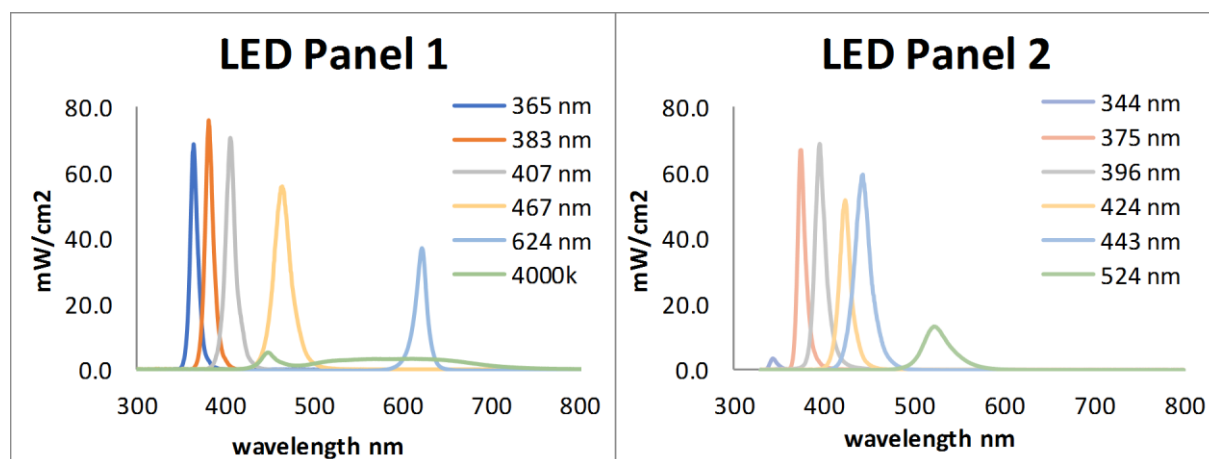 LED Panel 1
80.0
60.0
40.0
20.0
0.0
mW/cm2
300 400 500 600 700 800
wavelength nm
365 nm
383 nm
407 nm
467 nm
624 nm
4000k
LED Panel 2
80.0
60.0
40.0
20.0
0.0
mW/cm2
300 400 500 600 700 800
wavelength nm
344 nm
375 nm
396 nm
424 nm
443 nm
524 nm